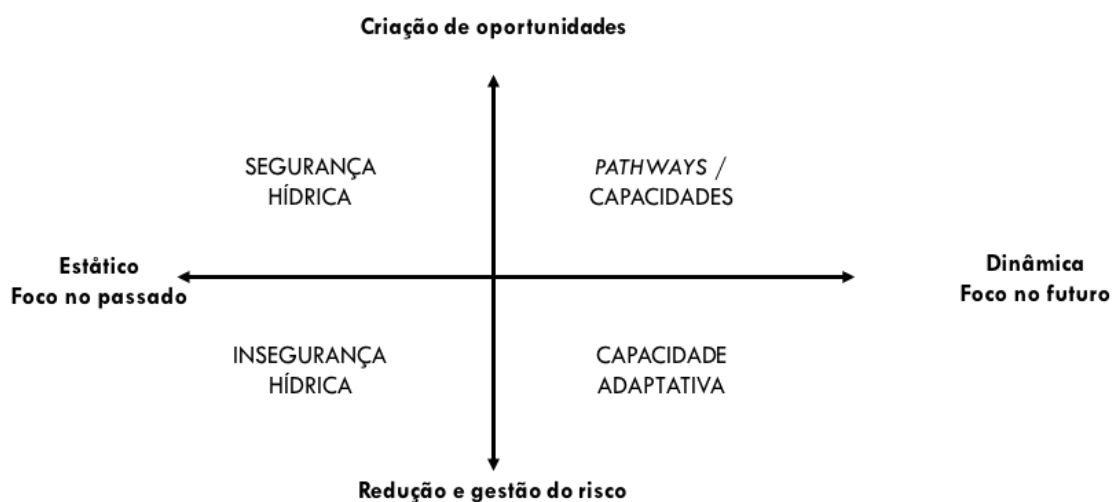 Criação de oportunidades
SEGURANÇA
HÍDRICA
PATHWAYS /
CAPACIDADES
Eståtico
Foco no passado
Dinâmica
Foco no futuro
INSEGURANÇA
HÍDRICA
CAPACIDADE
ADAPTATIVA
Redução e gestão do risco